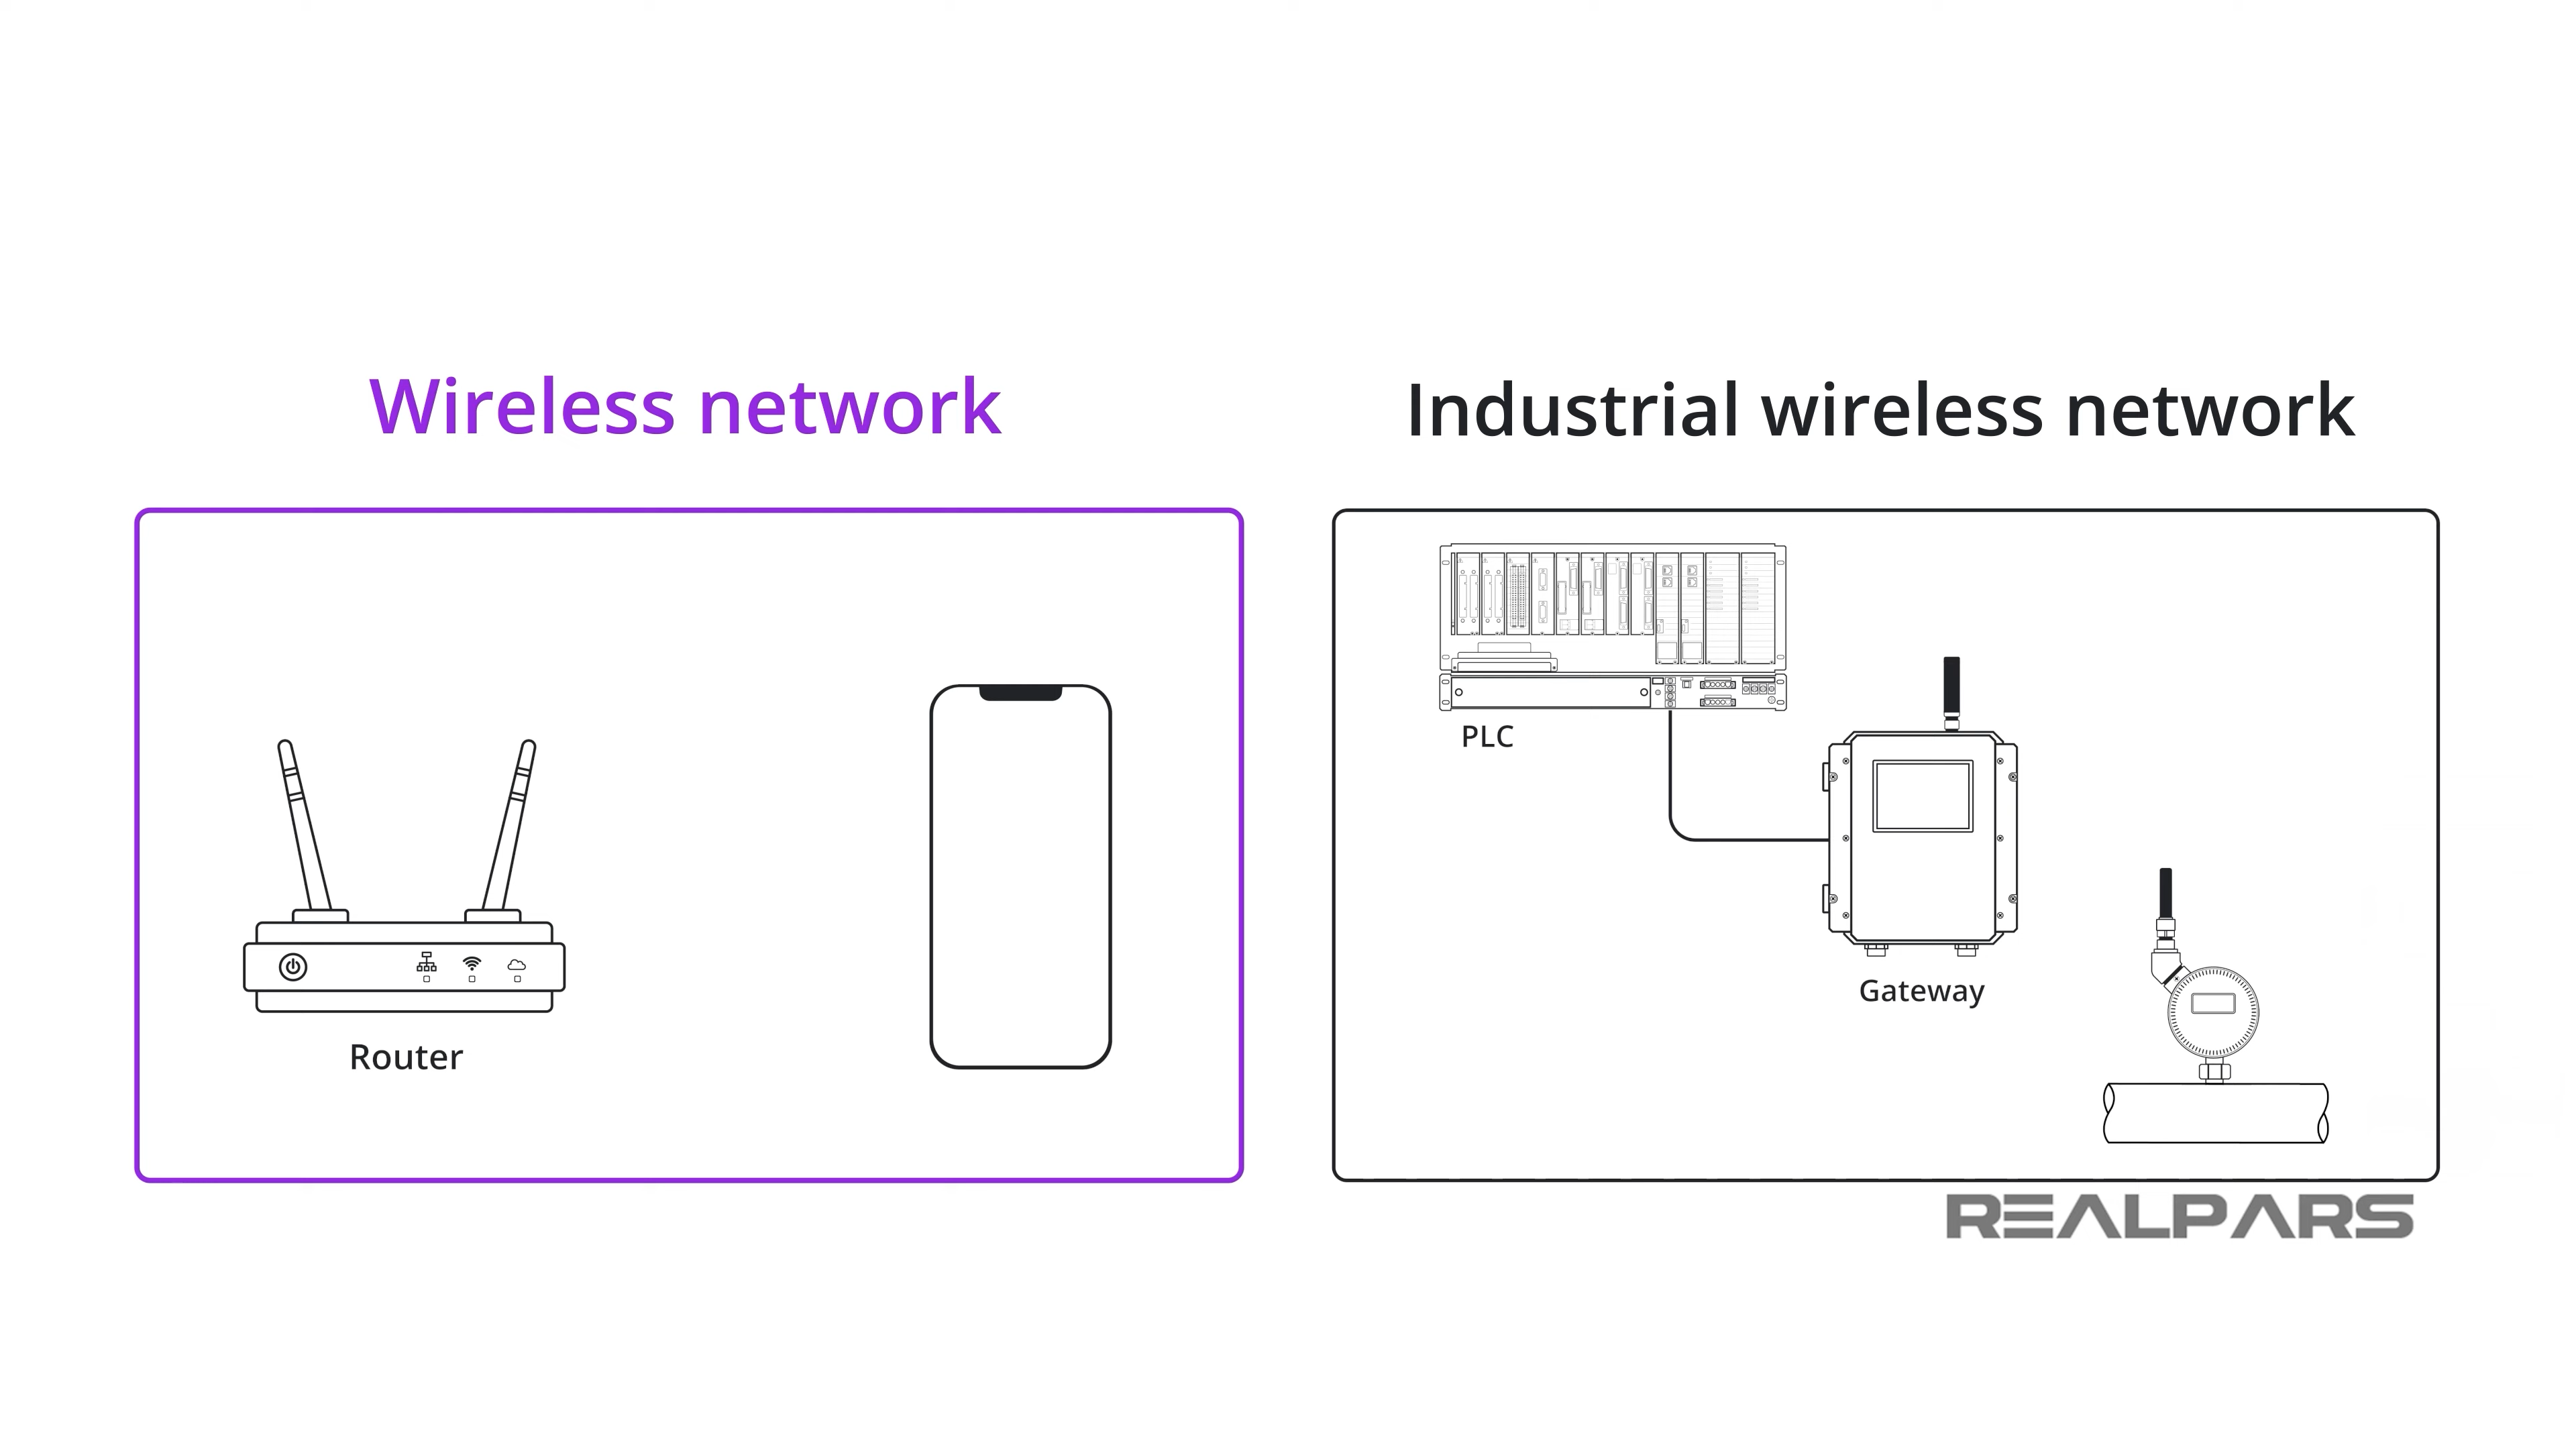 Wireless network
Industrial wireless network
PLC
Gateway
Router
REALPARS